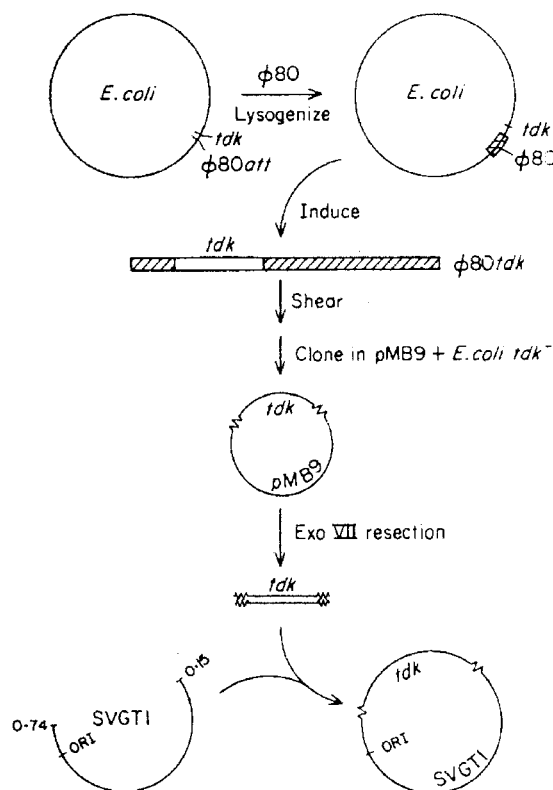 E.coli
tdk
φ80att
φ80
Lysogenize
E.coli
tdk
φ80
Induce
tdk
φ80tdk
Shear
Clone in pMB9 + E.coli tdk⁻
tdk
pMB9
Exo VII resection
tdk
0·15
0·74
SVGT1
ORI
tdk
ORI
SVGT1